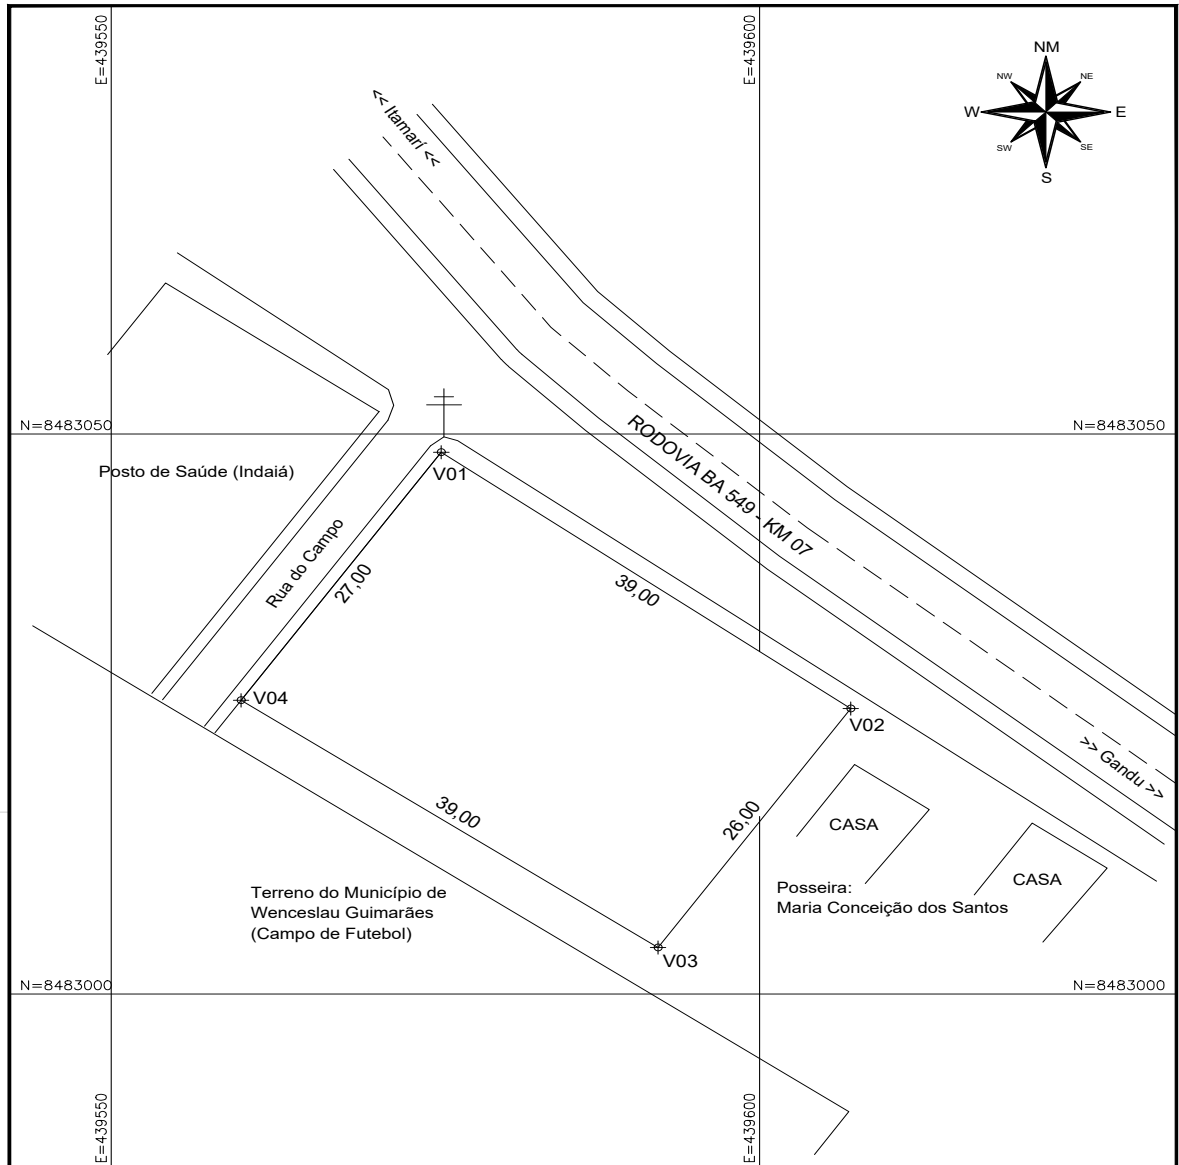 E=439550
E=439600
NM
NW
NE
W
E
SW
SE
S
<< Itamarí <<
N=8483050
N=8483050
RODOVIA BA 549 - KM 07
Posto de Saúde (Indaiá)
V01
Rua do Campo
27,00
39,00
V04
V02
>> Gandu >>
39,00
26,00
CASA
CASA
Terreno do Município de
Wenceslau Guimarães
(Campo de Futebol)
Posseira:
Maria Conceição dos Santos
V03
N=8483000
N=8483000
E=439550
E=439600